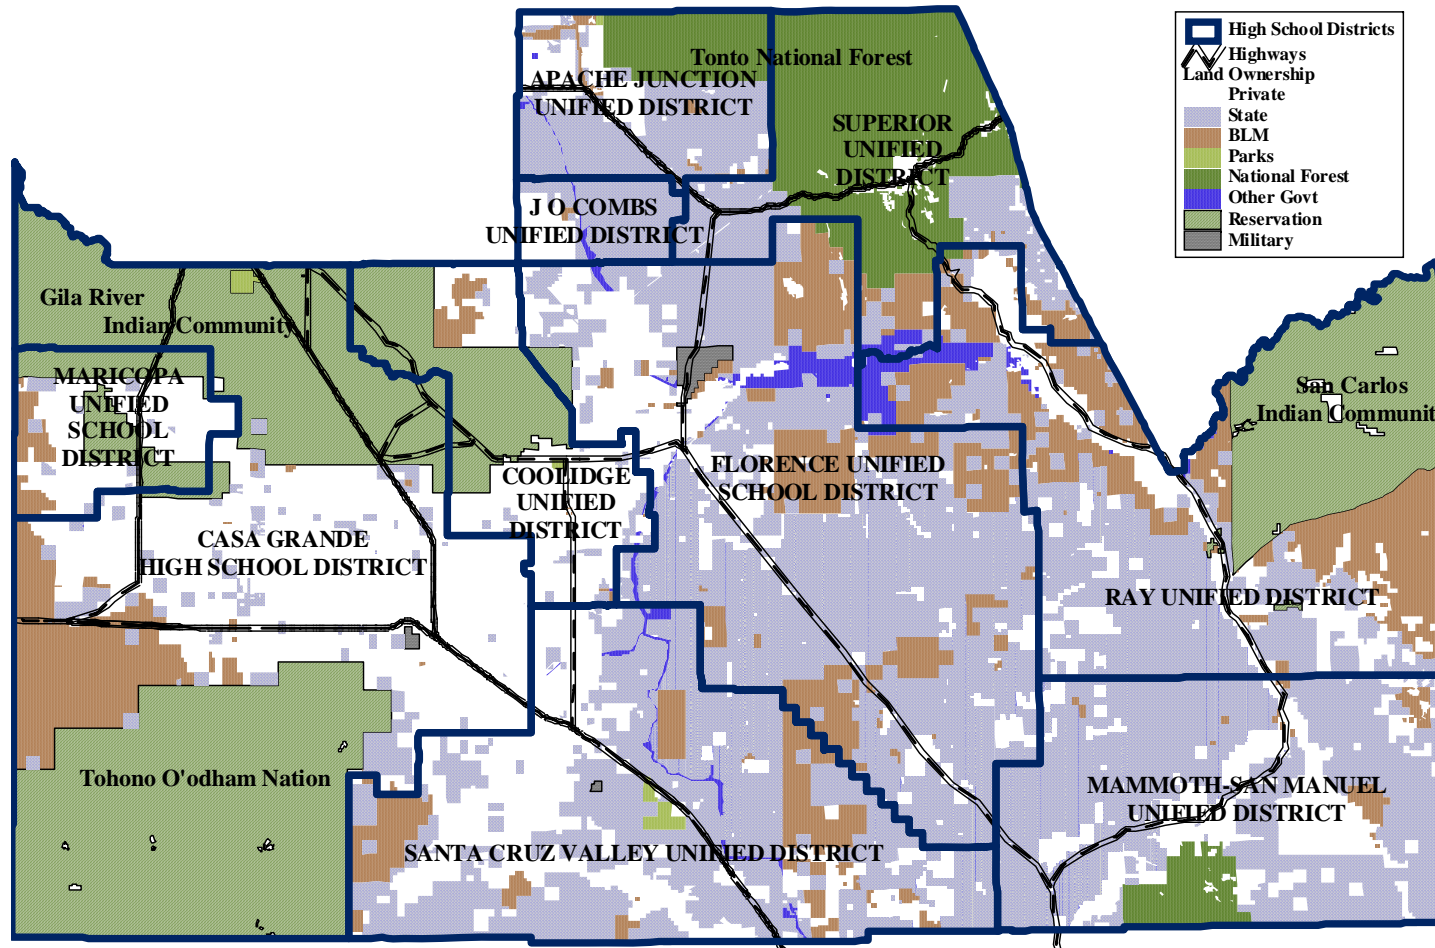 High School Districts
Highways
Land Ownership
Private
State
BLM
Parks
National Forest
Other Govt
Reservation
Military
Tonto National Forest
APACHE JUNCTION
UNIFIED DISTRICT
SUPERIOR
UNIFIED
DISTRICT
J O COMBS
UNIFIED DISTRICT
Gila River
Indian Community
MARICOPA
UNIFIED
SCHOOL
DISTRICT
San Carlos
Indian Communit
COOLIDGE
UNIFIED
DISTRICT
FLORENCE UNIFIED
SCHOOL DISTRICT
CASA GRANDE
HIGH SCHOOL DISTRICT
RAY UNIFIED DISTRICT
Tohono O'odham Nation
MAMMOTH-SAN MANUEL
UNIFIED DISTRICT
SANTA CRUZ VALLEY UNIFIED DISTRICT